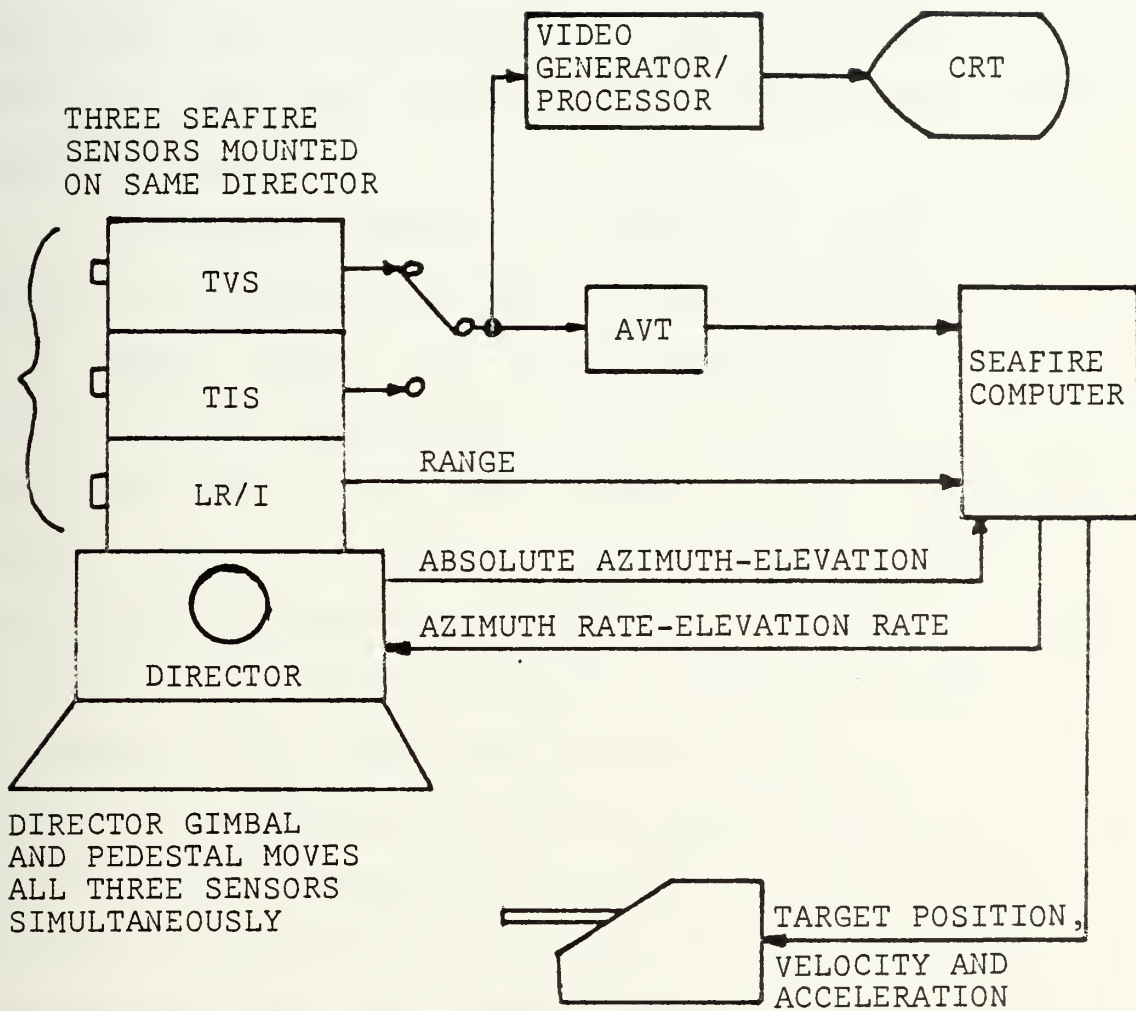 VIDEO
GENERATOR/
PROCESSOR
CRT
THREE SEAFIRE
SENSORS MOUNTED
ON SAME DIRECTOR
TVS
AVT
SEAFIRE
COMPUTER
TIS
RANGE
LR/I
ABSOLUTE AZIMUTH-ELEVATION
AZIMUTH RATE-ELEVATION RATE
DIRECTOR
DIRECTOR GIMBAL
AND PEDESTAL MOVES
ALL THREE SENSORS
SIMULTANEOUSLY
TARGET POSITION,
VELOCITY AND
ACCELERATION